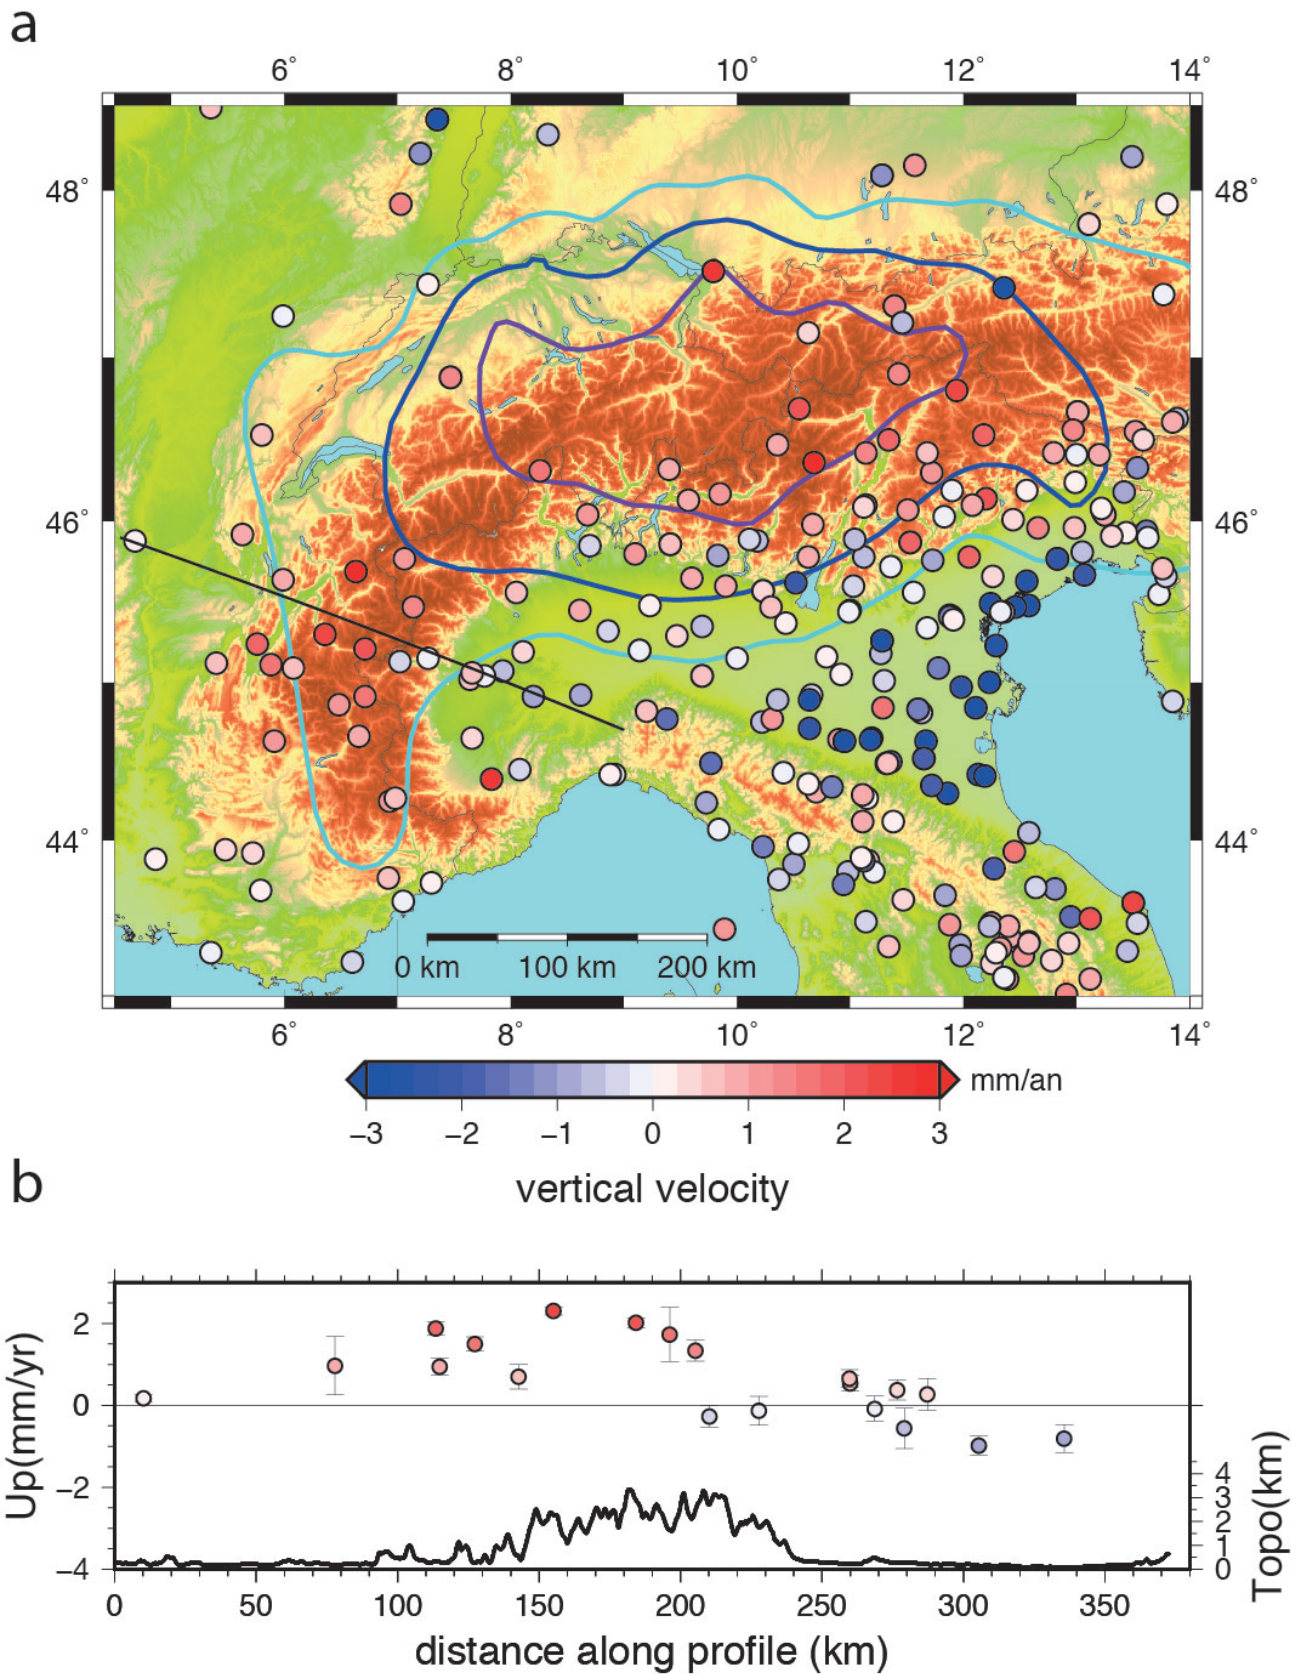 a
6° 8° 10° 12° 14°
48° 48°
46° 46°
44° 44°
0 km 100 km 200 km
6° 8° 10° 12° 14°
mm/an
−3 −2 −1 0 1 2 3
vertical velocity
b
Up(mm/yr)
2
0
−2
−4
Topo(km)
4
3
2
1
0
0 50 100 150 200 250 300 350
distance along profile (km)